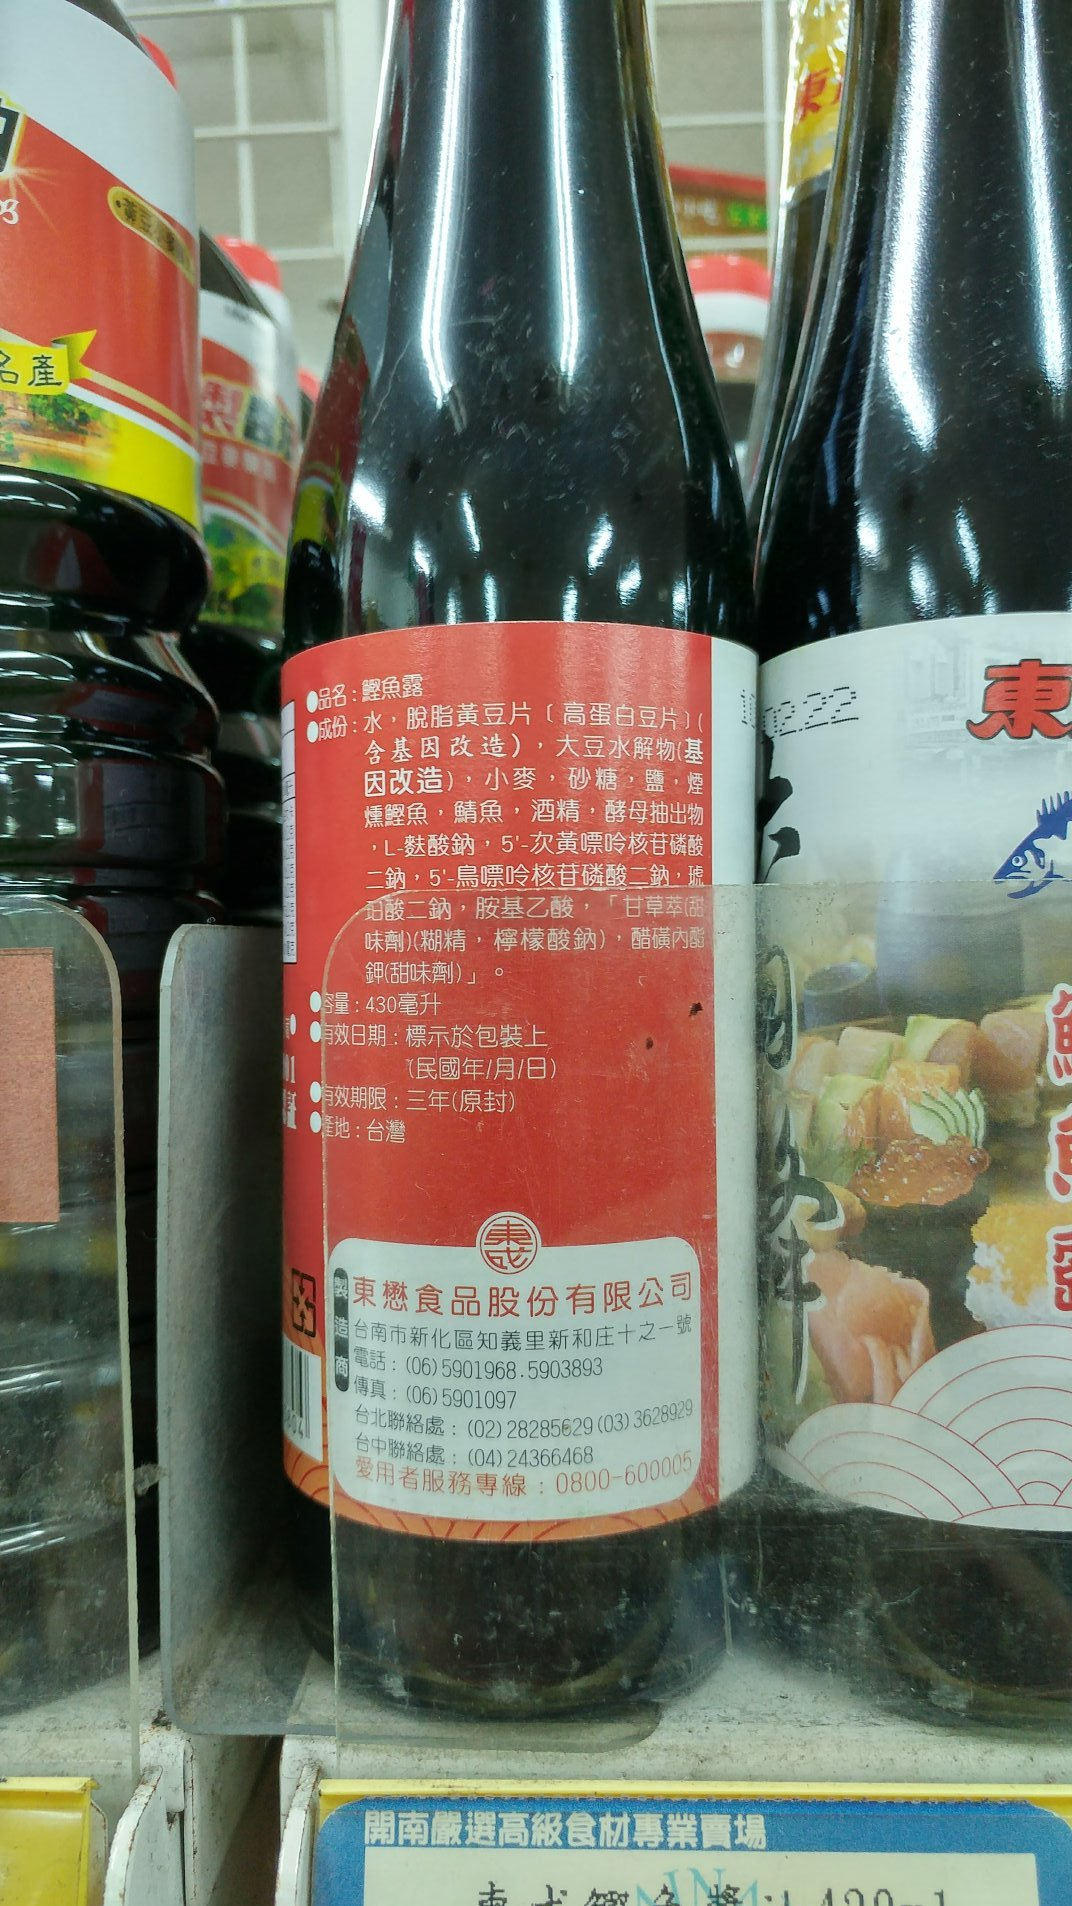 名產
品名：鰹魚露
成份：水，脫脂黃豆片〔高蛋白豆片〕(
含基因改造)，大豆水解物(基
因改造)，小麥，砂糖，鹽，煙
燻鰹魚，鯖魚，酒精，酵母抽出物
，L-麩酸鈉，5'-次黃嘌呤核苷磷酸
二鈉，5'-鳥嘌呤核苷磷酸二鈉，琥
珀酸二鈉，胺基乙酸，「甘草萃(甜
味劑)(糊精，檸檬酸鈉)，醋磺內酯
鉀(甜味劑)」。
容量：430毫升
有效日期：標示於包裝上
(民國年/月/日)
有效期限：三年(原封)
產地：台灣
東成
製造商
東懋食品股份有限公司
台南市新化區知義里新和庄十之一號
電話：(06)5901968.5903893
傳真：(06)5901097
台北聯絡處：(02)28285629(03)3628929
台中聯絡處：(04)24366468
愛用者服務專線：0800-600005
東
開南嚴選高級食材專業賣場